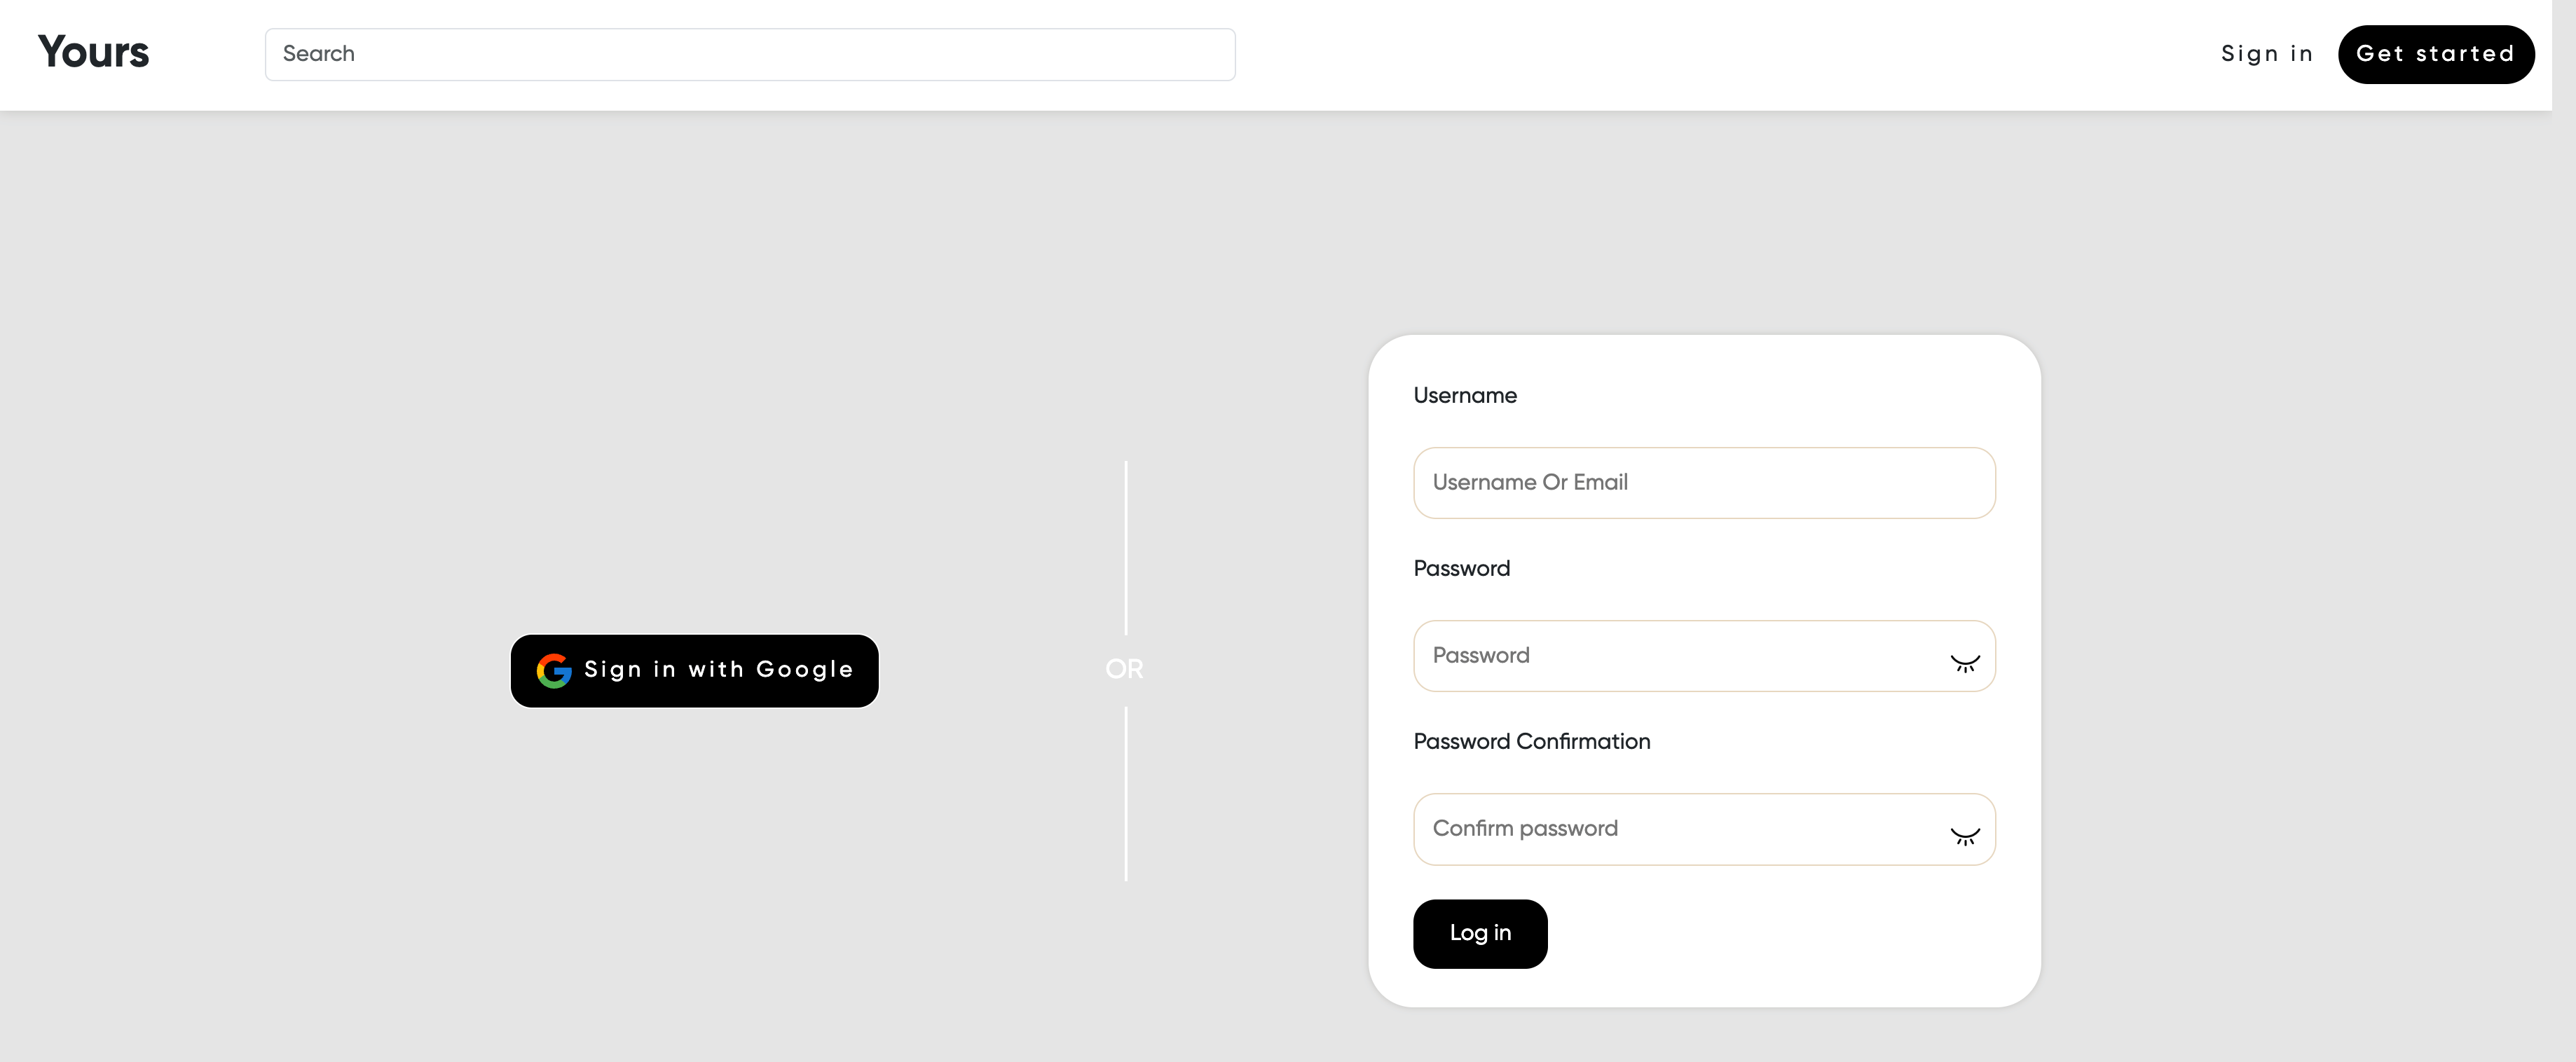 Yours
Search
Sign in
Get started
Sign in with Google
OR
Username
Username Or Email
Password
Password
Password Confirmation
Confirm password
Log in